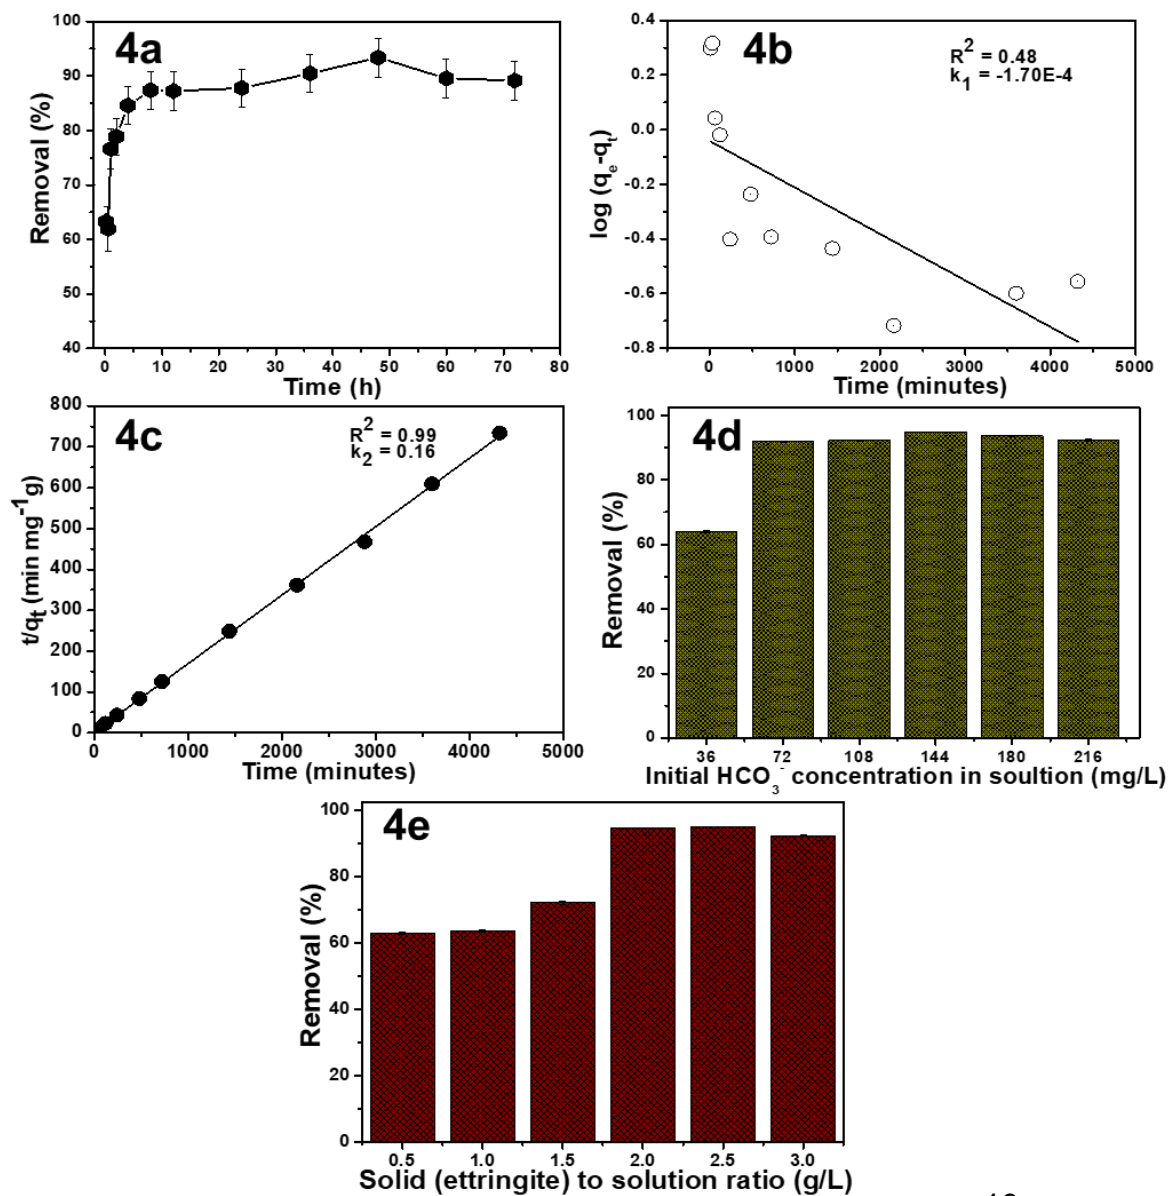 4a
Removal (%)
100
90
80
70
60
50
40
0 10 20 30 40 50 60 70 80
Time (h)
4b
R² = 0.48
k₁ = -1.70E-4
log (qₑ-qₜ)
0.4
0.2
0.0
-0.2
-0.4
-0.6
-0.8
0 1000 2000 3000 4000 5000
Time (minutes)
4c
R² = 0.99
k₂ = 0.16
t/qₜ (min mg⁻¹g)
800
700
600
500
400
300
200
100
0
0 1000 2000 3000 4000 5000
Time (minutes)
4d
Removal (%)
100
80
60
40
20
0
36 72 108 144 180 216
Initial HCO₃⁻ concentration in soultion (mg/L)
4e
Removal (%)
100
80
60
40
20
0
0.5 1.0 1.5 2.0 2.5 3.0
Solid (ettringite) to solution ratio (g/L)